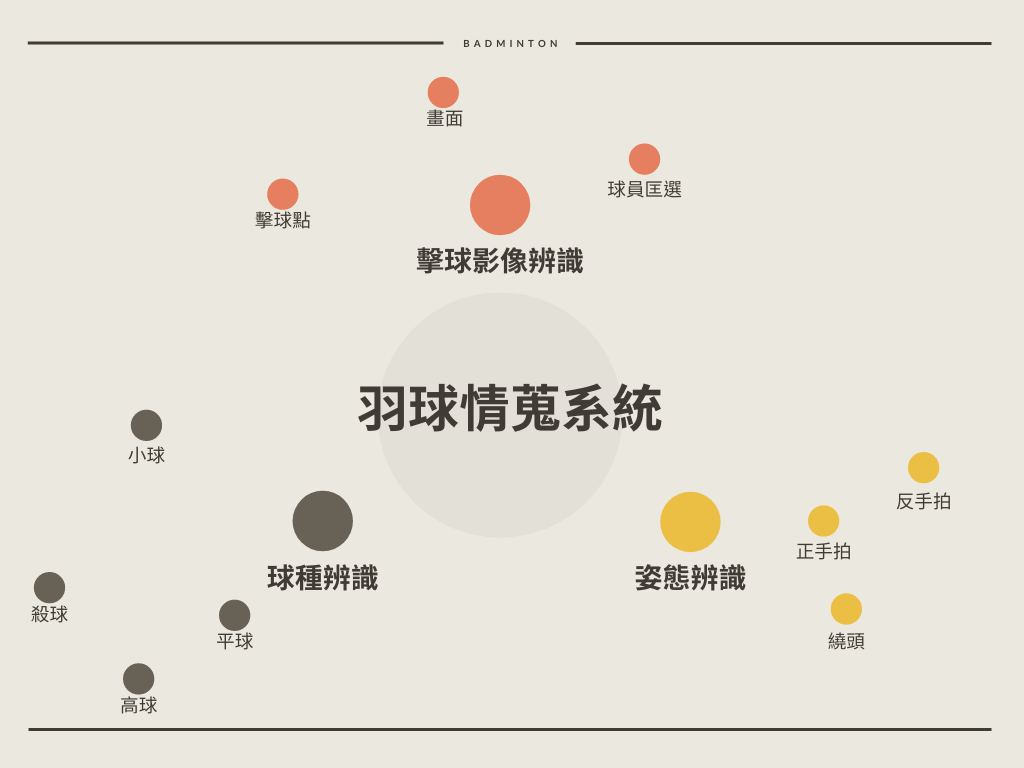 BADMINTON
畫面
球員匡選
擊球點
擊球影像辨識
羽球情蒐系統
小球
反手拍
正手拍
球種辨識
姿態辨識
殺球
平球
繞頭
高球